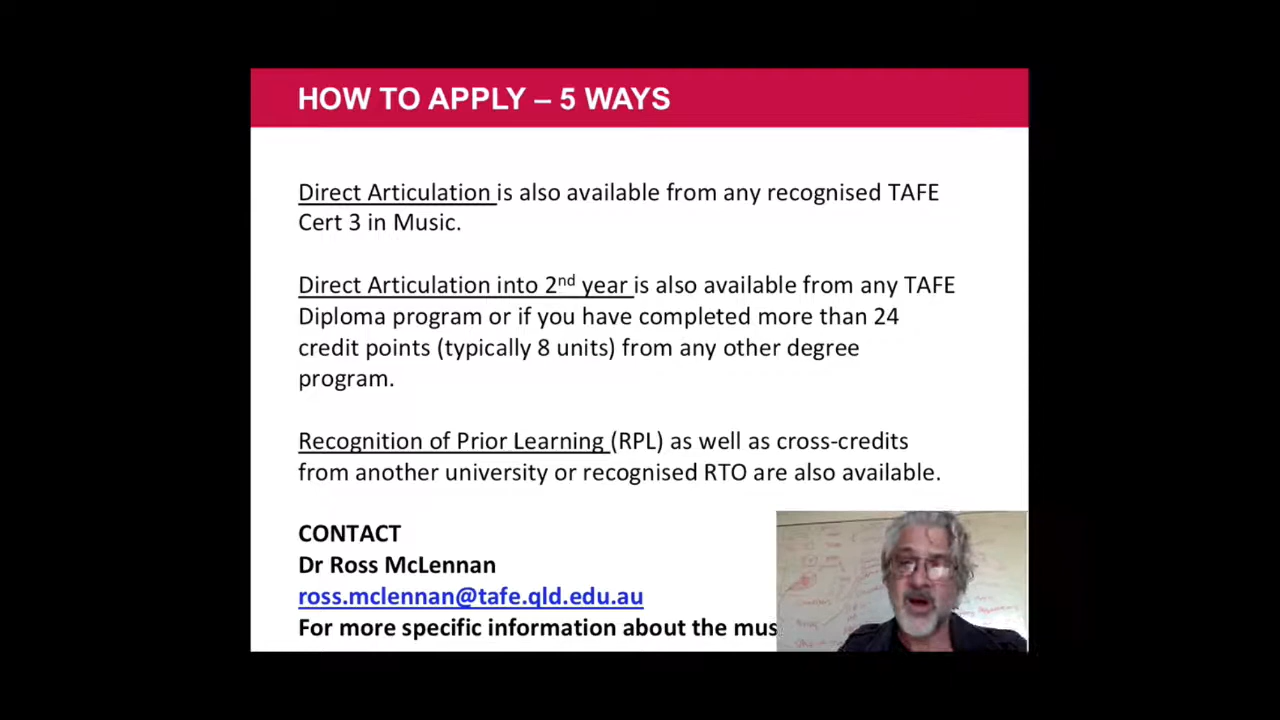 HOW TO APPLY – 5 WAYS
Direct Articulation is also available from any recognised TAFE
Cert 3 in Music.
Direct Articulation into 2nd year is also available from any TAFE
Diploma program or if you have completed more than 24
credit points (typically 8 units) from any other degree
program.
Recognition of Prior Learning (RPL) as well as cross-credits
from another university or recognised RTO are also available.
CONTACT
Dr Ross McLennan
ross.mclennan@tafe.qld.edu.au
For more specific information about the